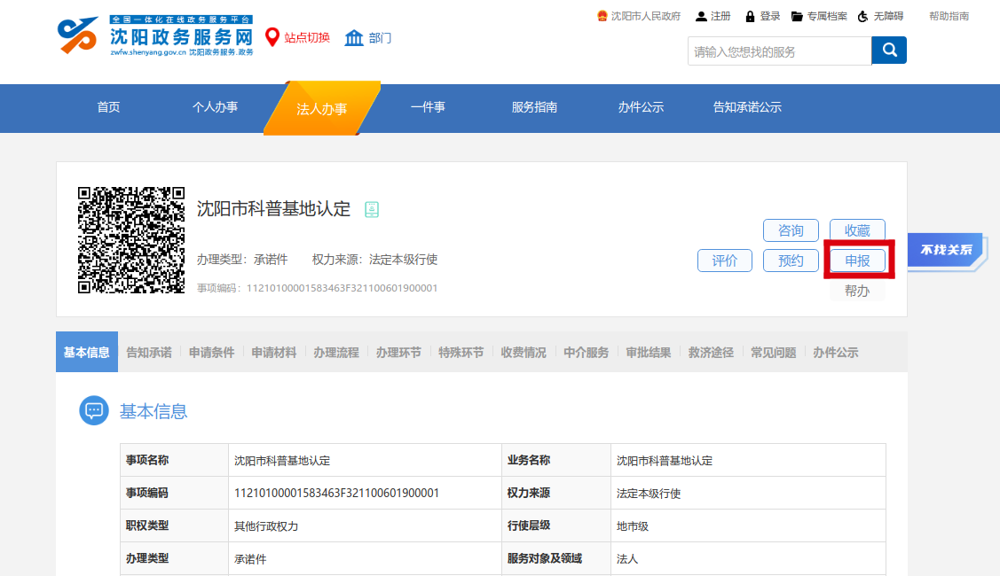 沈阳市人民政府 注册 登录 专属档案 无障碍 帮助指南
全国一体化在线政务服务平台
沈阳政务服务网
zwfw.shenyang.gov.cn 沈阳政务服务.政务
站点切换 部门
请输入您想找的服务
首页 个人办事 法人办事 一件事 服务指南 办件公示 告知承诺公示
沈阳市科普基地认定
咨询 收藏
办理类型：承诺件 权力来源：法定本级行使
评价 预约 申报
不找关系
事项编码：11210100001583463F321100601900001
帮办
基本信息 告知承诺 申请条件 申请材料 办理流程 办理环节 特殊环节 收费情况 中介服务 审批结果 救济途径 常见问题 办件公示
基本信息
事项名称 沈阳市科普基地认定 业务名称 沈阳市科普基地认定
事项编码 11210100001583463F321100601900001 权力来源 法定本级行使
职权类型 其他行政权力 行使层级 地市级
办理类型 承诺件 服务对象及领域 法人